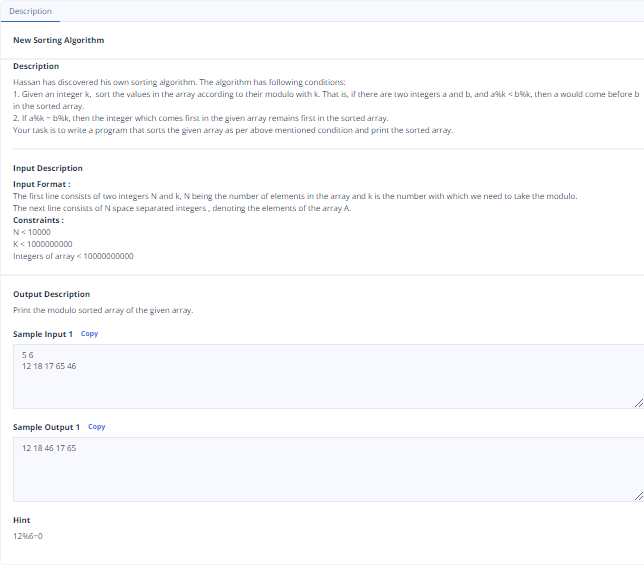 Description
New Sorting Algorithm
Description
Hassan has discovered his own sorting algorithm. The algorithm has following conditions:
1. Given an integer k, sort the values in the array according to their modulo with k. That is, if there are two integers a and b, and a%k < b%k, then a would come before b
in the sorted array.
2. If a%k = b%k, then the integer which comes first in the given array remains first in the sorted array.
Your task is to write a program that sorts the given array as per above mentioned condition and print the sorted array.
Input Description
Input Format :
The first line consists of two integers N and k, N being the number of elements in the array and k is the number with which we need to take the modulo.
The next line consists of N space separated integers , denoting the elements of the array A.
Constraints :
N < 10000
K < 1000000000
Integers of array < 10000000000
Output Description
Print the modulo sorted array of the given array.
Sample Input 1 Copy
5 6
12 18 17 65 46
Sample Output 1 Copy
12 18 46 17 65
Hint
12%6=0